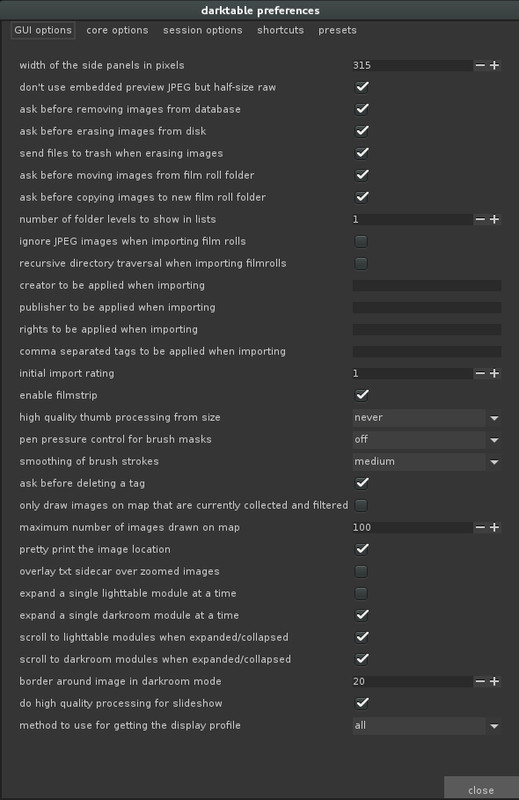 darktable preferences
GUI options core options session options shortcuts presets
width of the side panels in pixels 315
don't use embedded preview JPEG but half-size raw
ask before removing images from database
ask before erasing images from disk
send files to trash when erasing images
ask before moving images from film roll folder
ask before copying images to new film roll folder
number of folder levels to show in lists 1
ignore JPEG images when importing film rolls
recursive directory traversal when importing filmrolls
creator to be applied when importing
publisher to be applied when importing
rights to be applied when importing
comma separated tags to be applied when importing
initial import rating 1
enable filmstrip
high quality thumb processing from size never
pen pressure control for brush masks off
smoothing of brush strokes medium
ask before deleting a tag
only draw images on map that are currently collected and filtered
maximum number of images drawn on map 100
pretty print the image location
overlay txt sidecar over zoomed images
expand a single lighttable module at a time
expand a single darkroom module at a time
scroll to lighttable modules when expanded/collapsed
scroll to darkroom modules when expanded/collapsed
border around image in darkroom mode 20
do high quality processing for slideshow
method to use for getting the display profile all
close